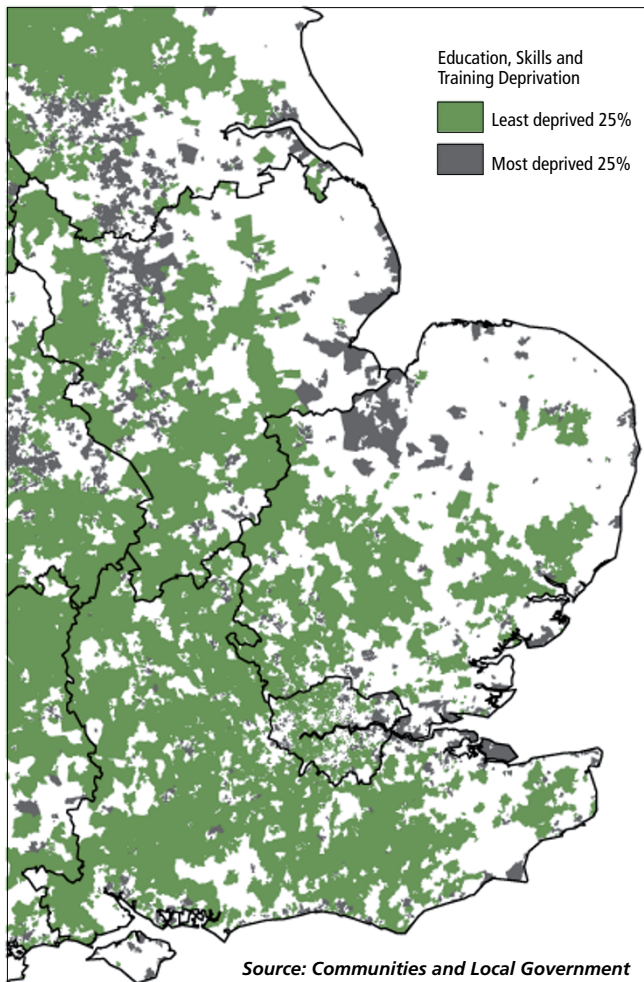 Education, Skills and
Training Deprivation
Least deprived 25%
Most deprived 25%
Source: Communities and Local Government